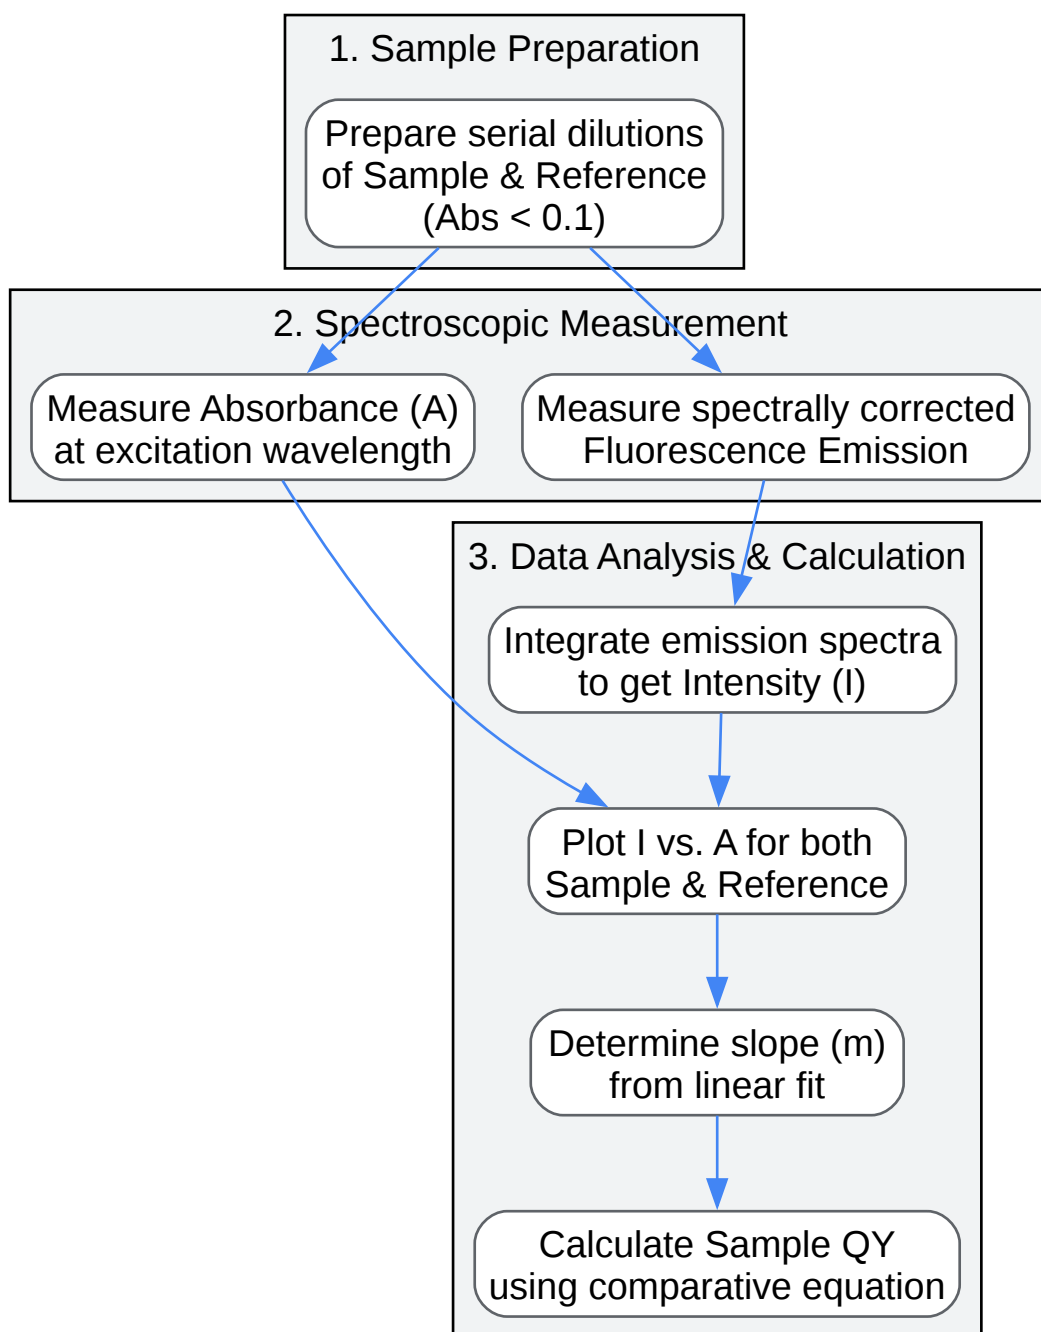 1. Sample Preparation
Prepare serial dilutions
of Sample & Reference
(Abs < 0.1)
2. Spectroscopic Measurement
Measure Absorbance (A)
at excitation wavelength
Measure spectrally corrected
Fluorescence Emission
3. Data Analysis & Calculation
Integrate emission spectra
to get Intensity (I)
Plot I vs. A for both
Sample & Reference
Determine slope (m)
from linear fit
Calculate Sample QY
using comparative equation